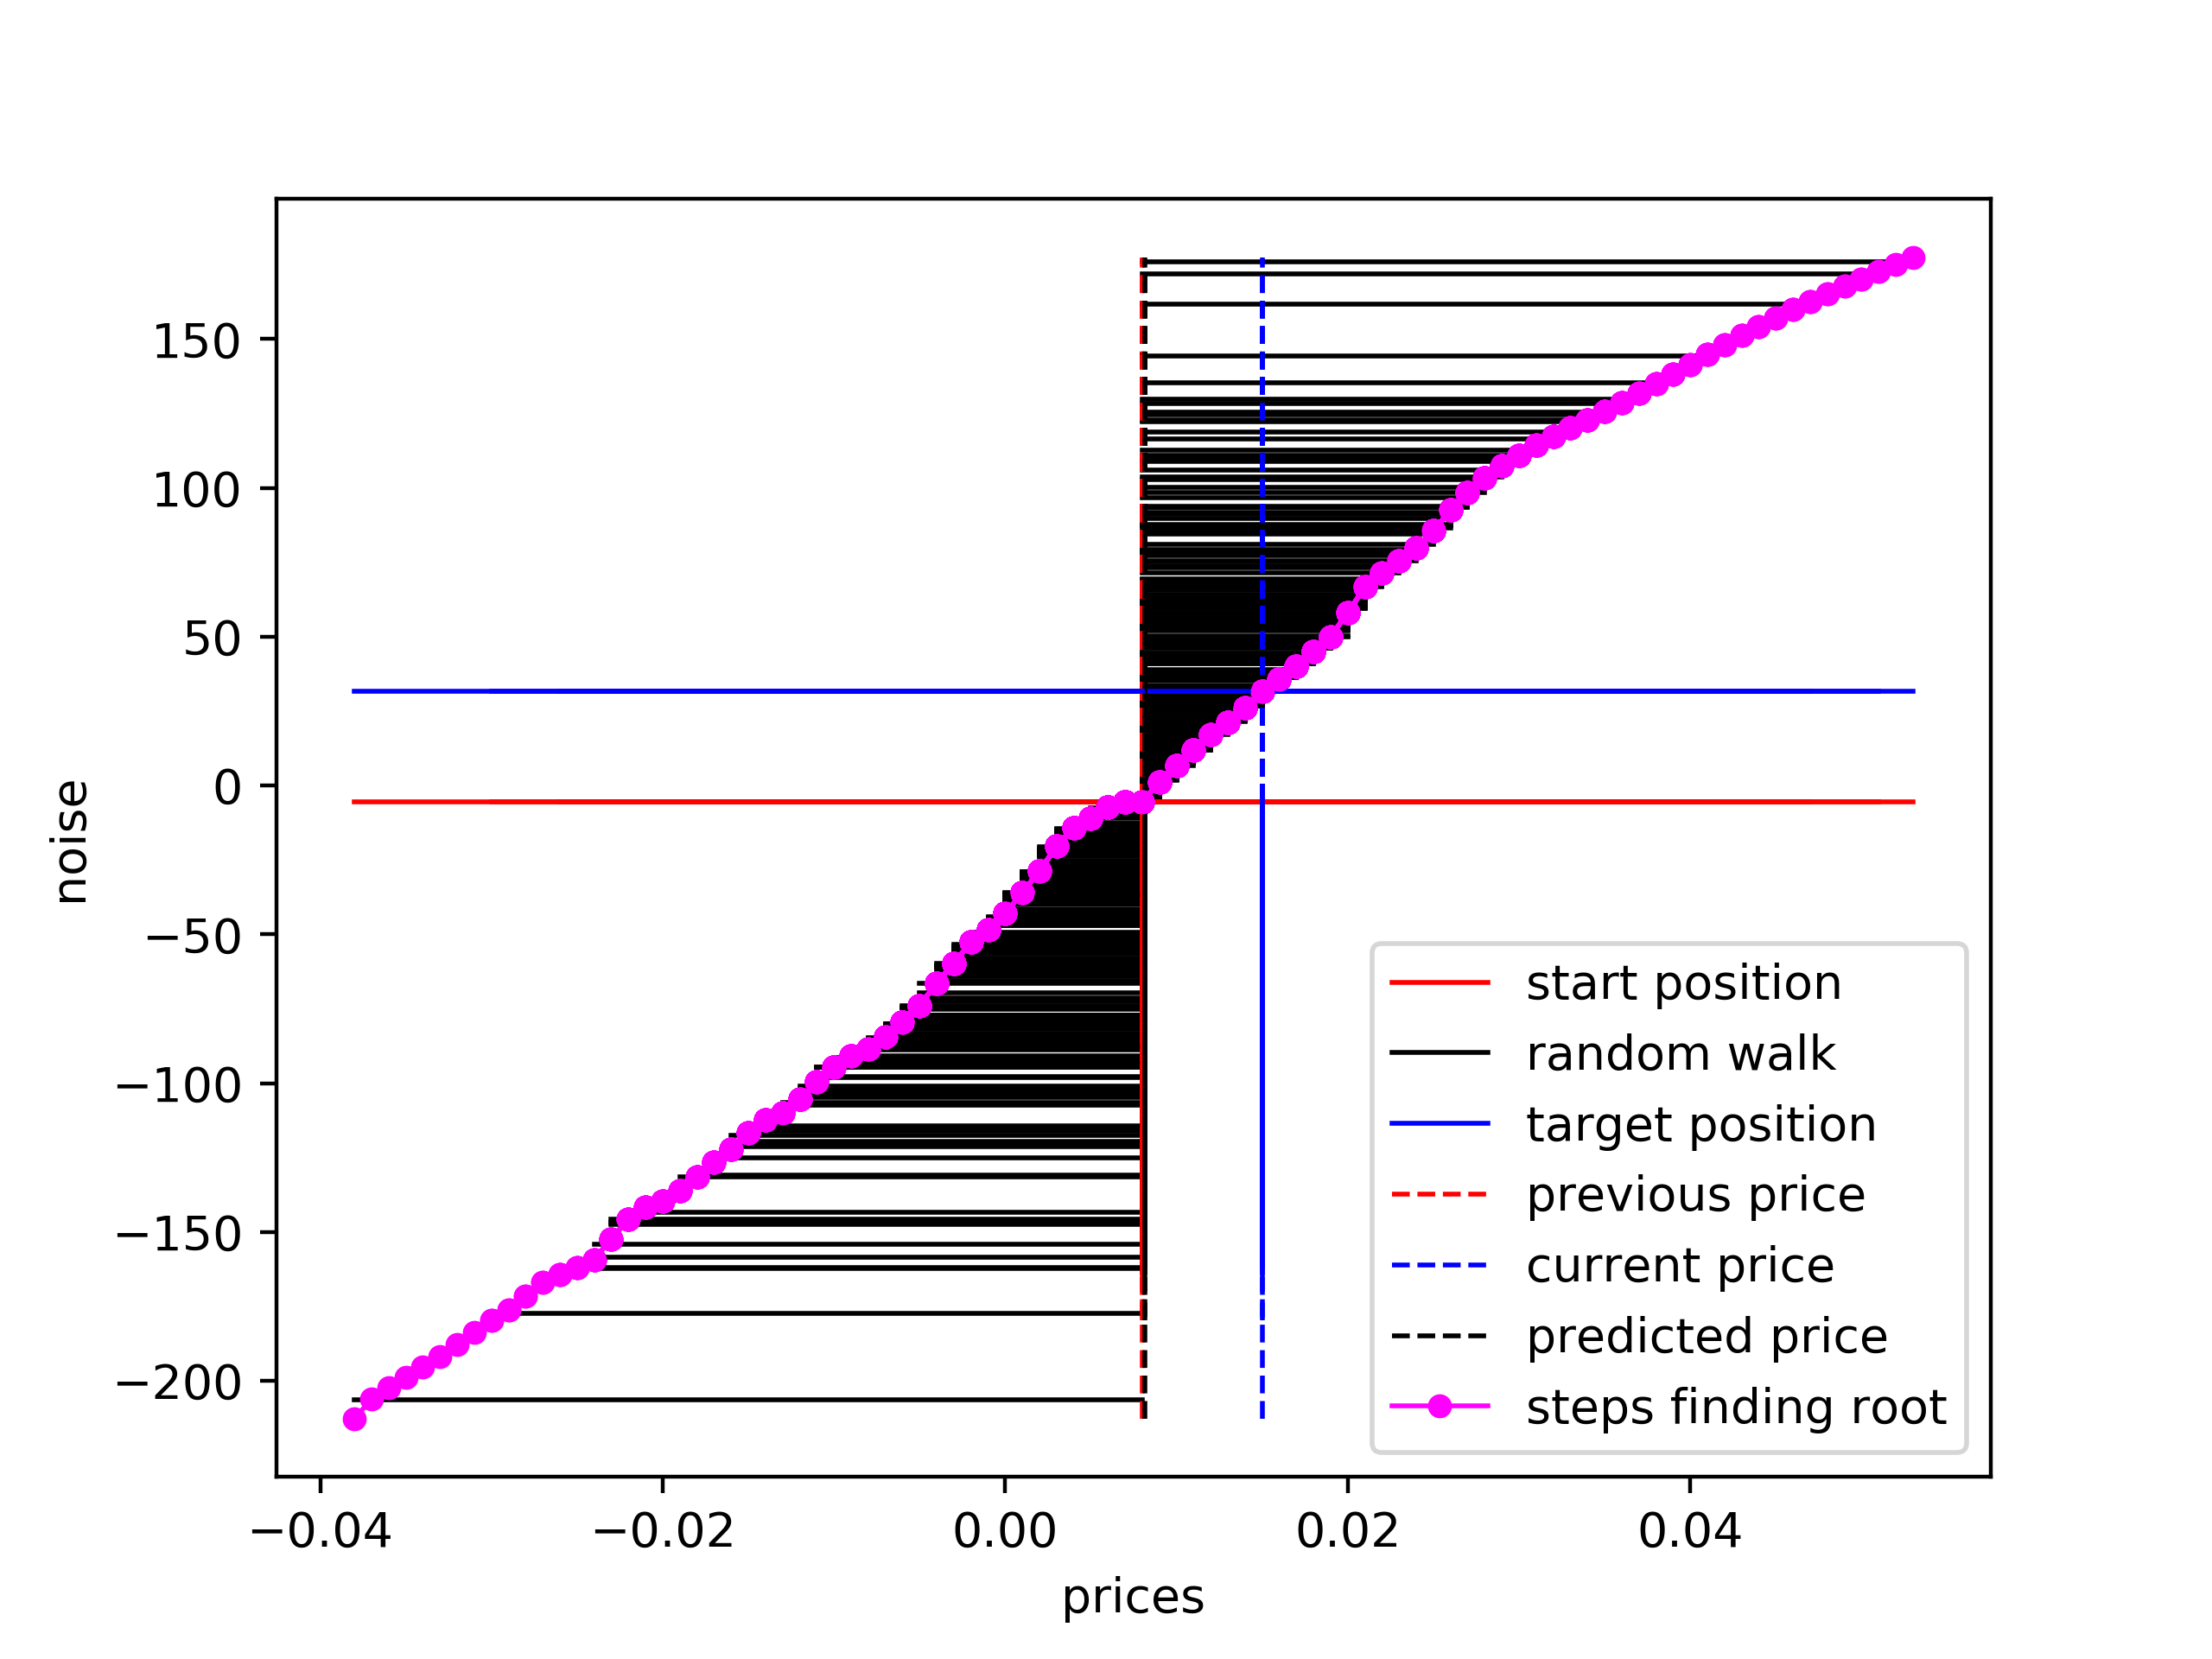 150
100
50
0
−50
−100
−150
−200
noise
−0.04
−0.02
0.00
0.02
0.04
prices
start position
random walk
target position
previous price
current price
predicted price
steps finding root